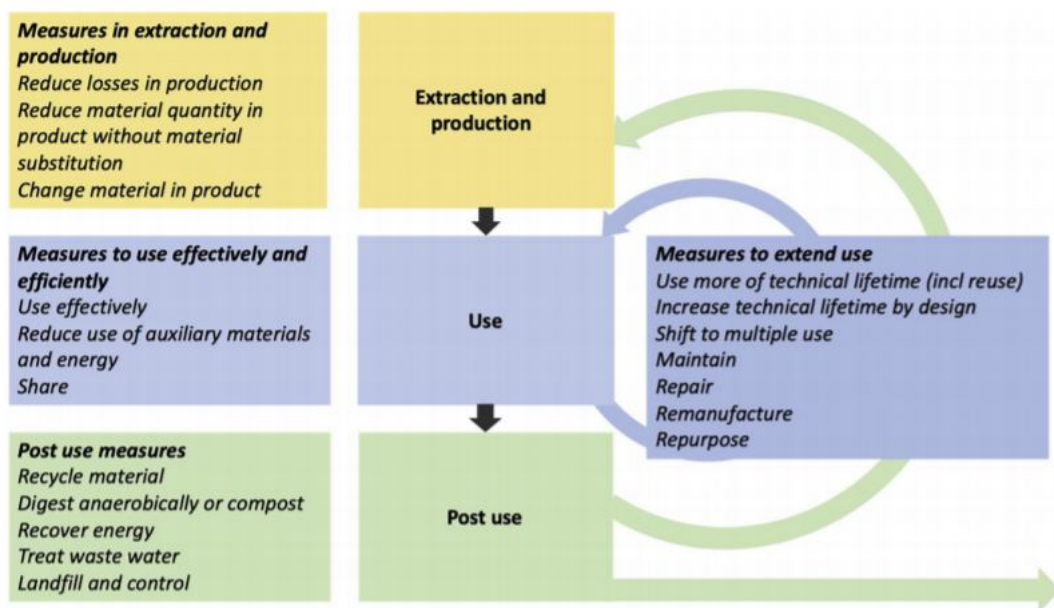 Measures in extraction and
production
Reduce losses in production
Reduce material quantity in
product without material
substitution
Change material in product
Extraction and
production
Measures to use effectively and
efficiently
Use effectively
Reduce use of auxiliary materials
and energy
Share
Use
Measures to extend use
Use more of technical lifetime (incl reuse)
Increase technical lifetime by design
Shift to multiple use
Maintain
Repair
Remanufacture
Repurpose
Post use measures
Recycle material
Digest anaerobically or compost
Recover energy
Treat waste water
Landfill and control
Post use